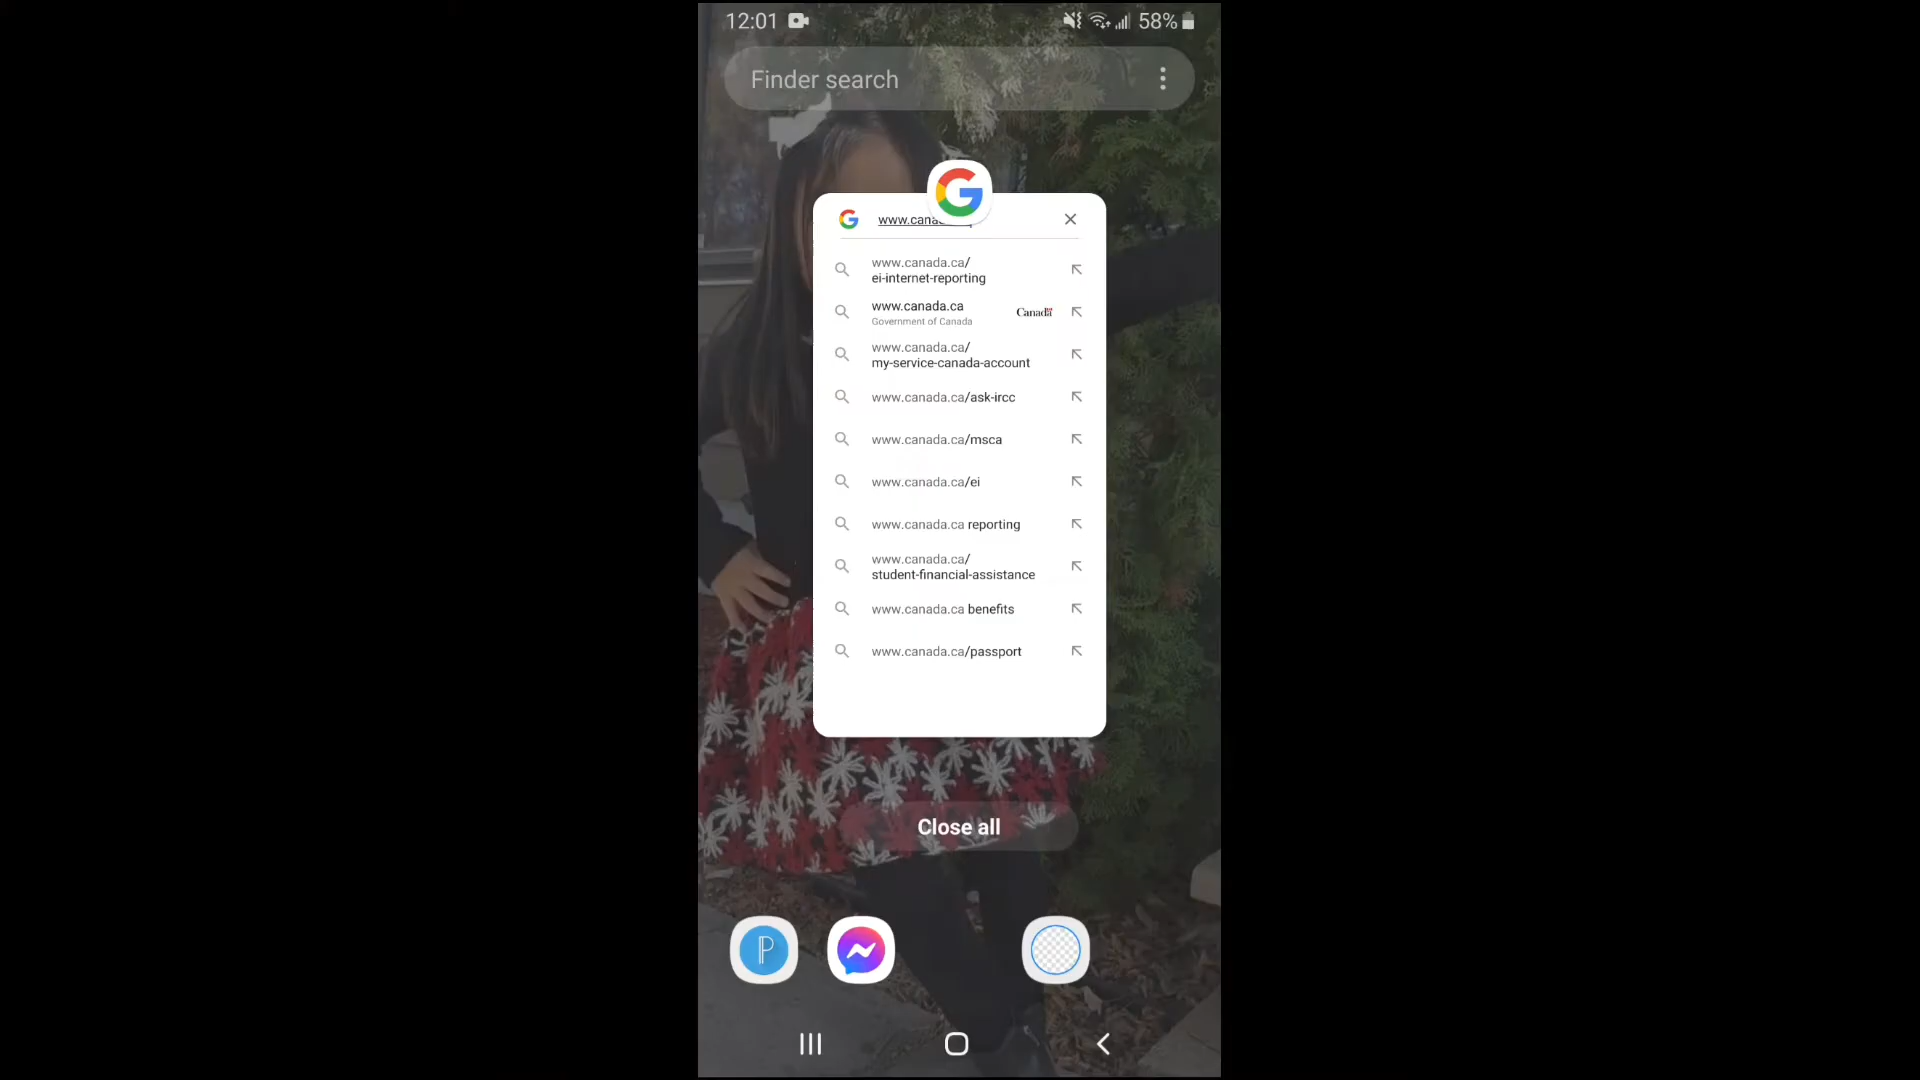 12:01
58%
Finder search
www.cana
www.canada.ca/
ei-internet-reporting
www.canada.ca
Government of Canada
Canada
www.canada.ca/
my-service-canada-account
www.canada.ca/ask-ircc
www.canada.ca/msca
www.canada.ca/ei
www.canada.ca reporting
www.canada.ca/
student-financial-assistance
www.canada.ca benefits
www.canada.ca/passport
Close all